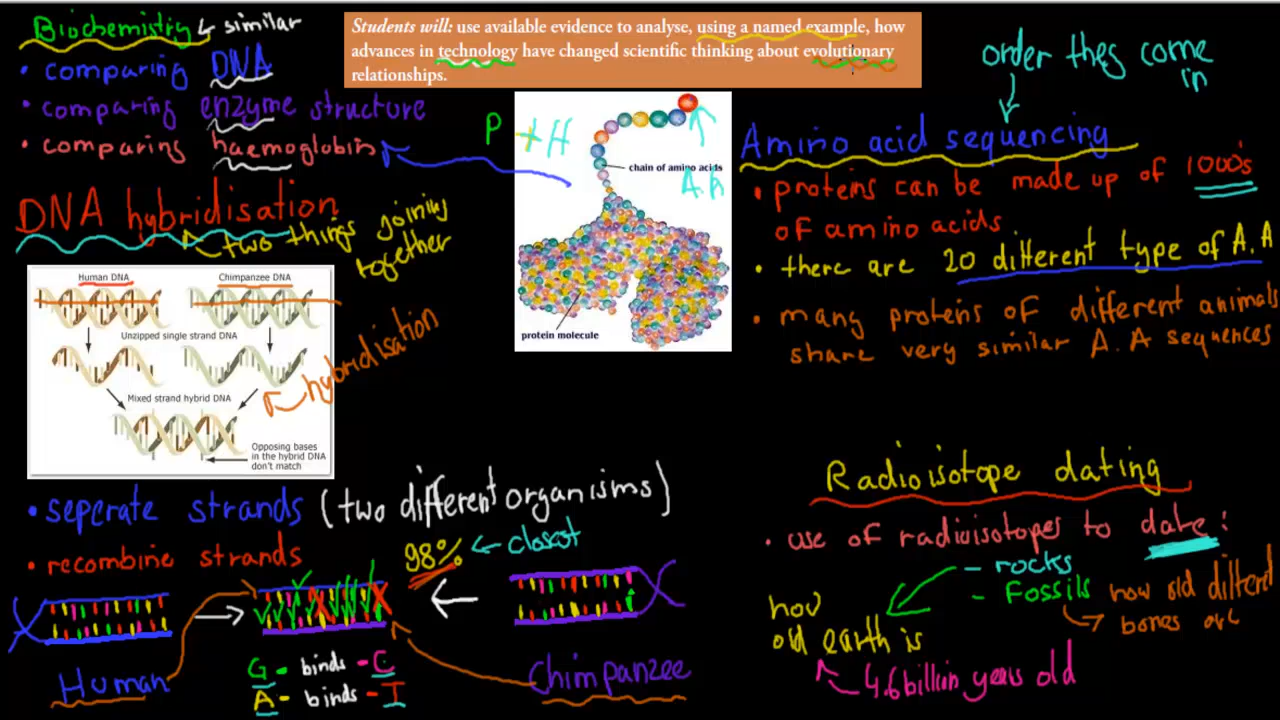 Biochemistry similar
• comparing DNA
• comparing enzyme structure
• comparing haemoglobin
Students will: use available evidence to analyse, using a named example, how
advances in technology have changed scientific thinking about evolutionary
relationships.
order they come
in
DNA hybridisation
two things joining
together
Human DNA
Chimpanzee DNA
Unzipped single strand DNA
Mixed strand hybrid DNA
Opposing bases
in the hybrid DNA
don't match
hybridisation
P + H
chain of amino acids
A.A
protein molecule
Amino acid sequencing
• proteins can be made up of 1000's
of amino acids
• there are 20 different type of A.A
• many proteins of different animals
share very similar A.A sequences
• seperate strands (two different organisms)
• recombine strands
98% closest
Human
G - binds - C
A - binds - T
Chimpanzee
Radioisotope dating
• use of radioisotopes to date:
- rocks
- Fossils
how old different
bones are
how
old earth is
4.6 billion years old